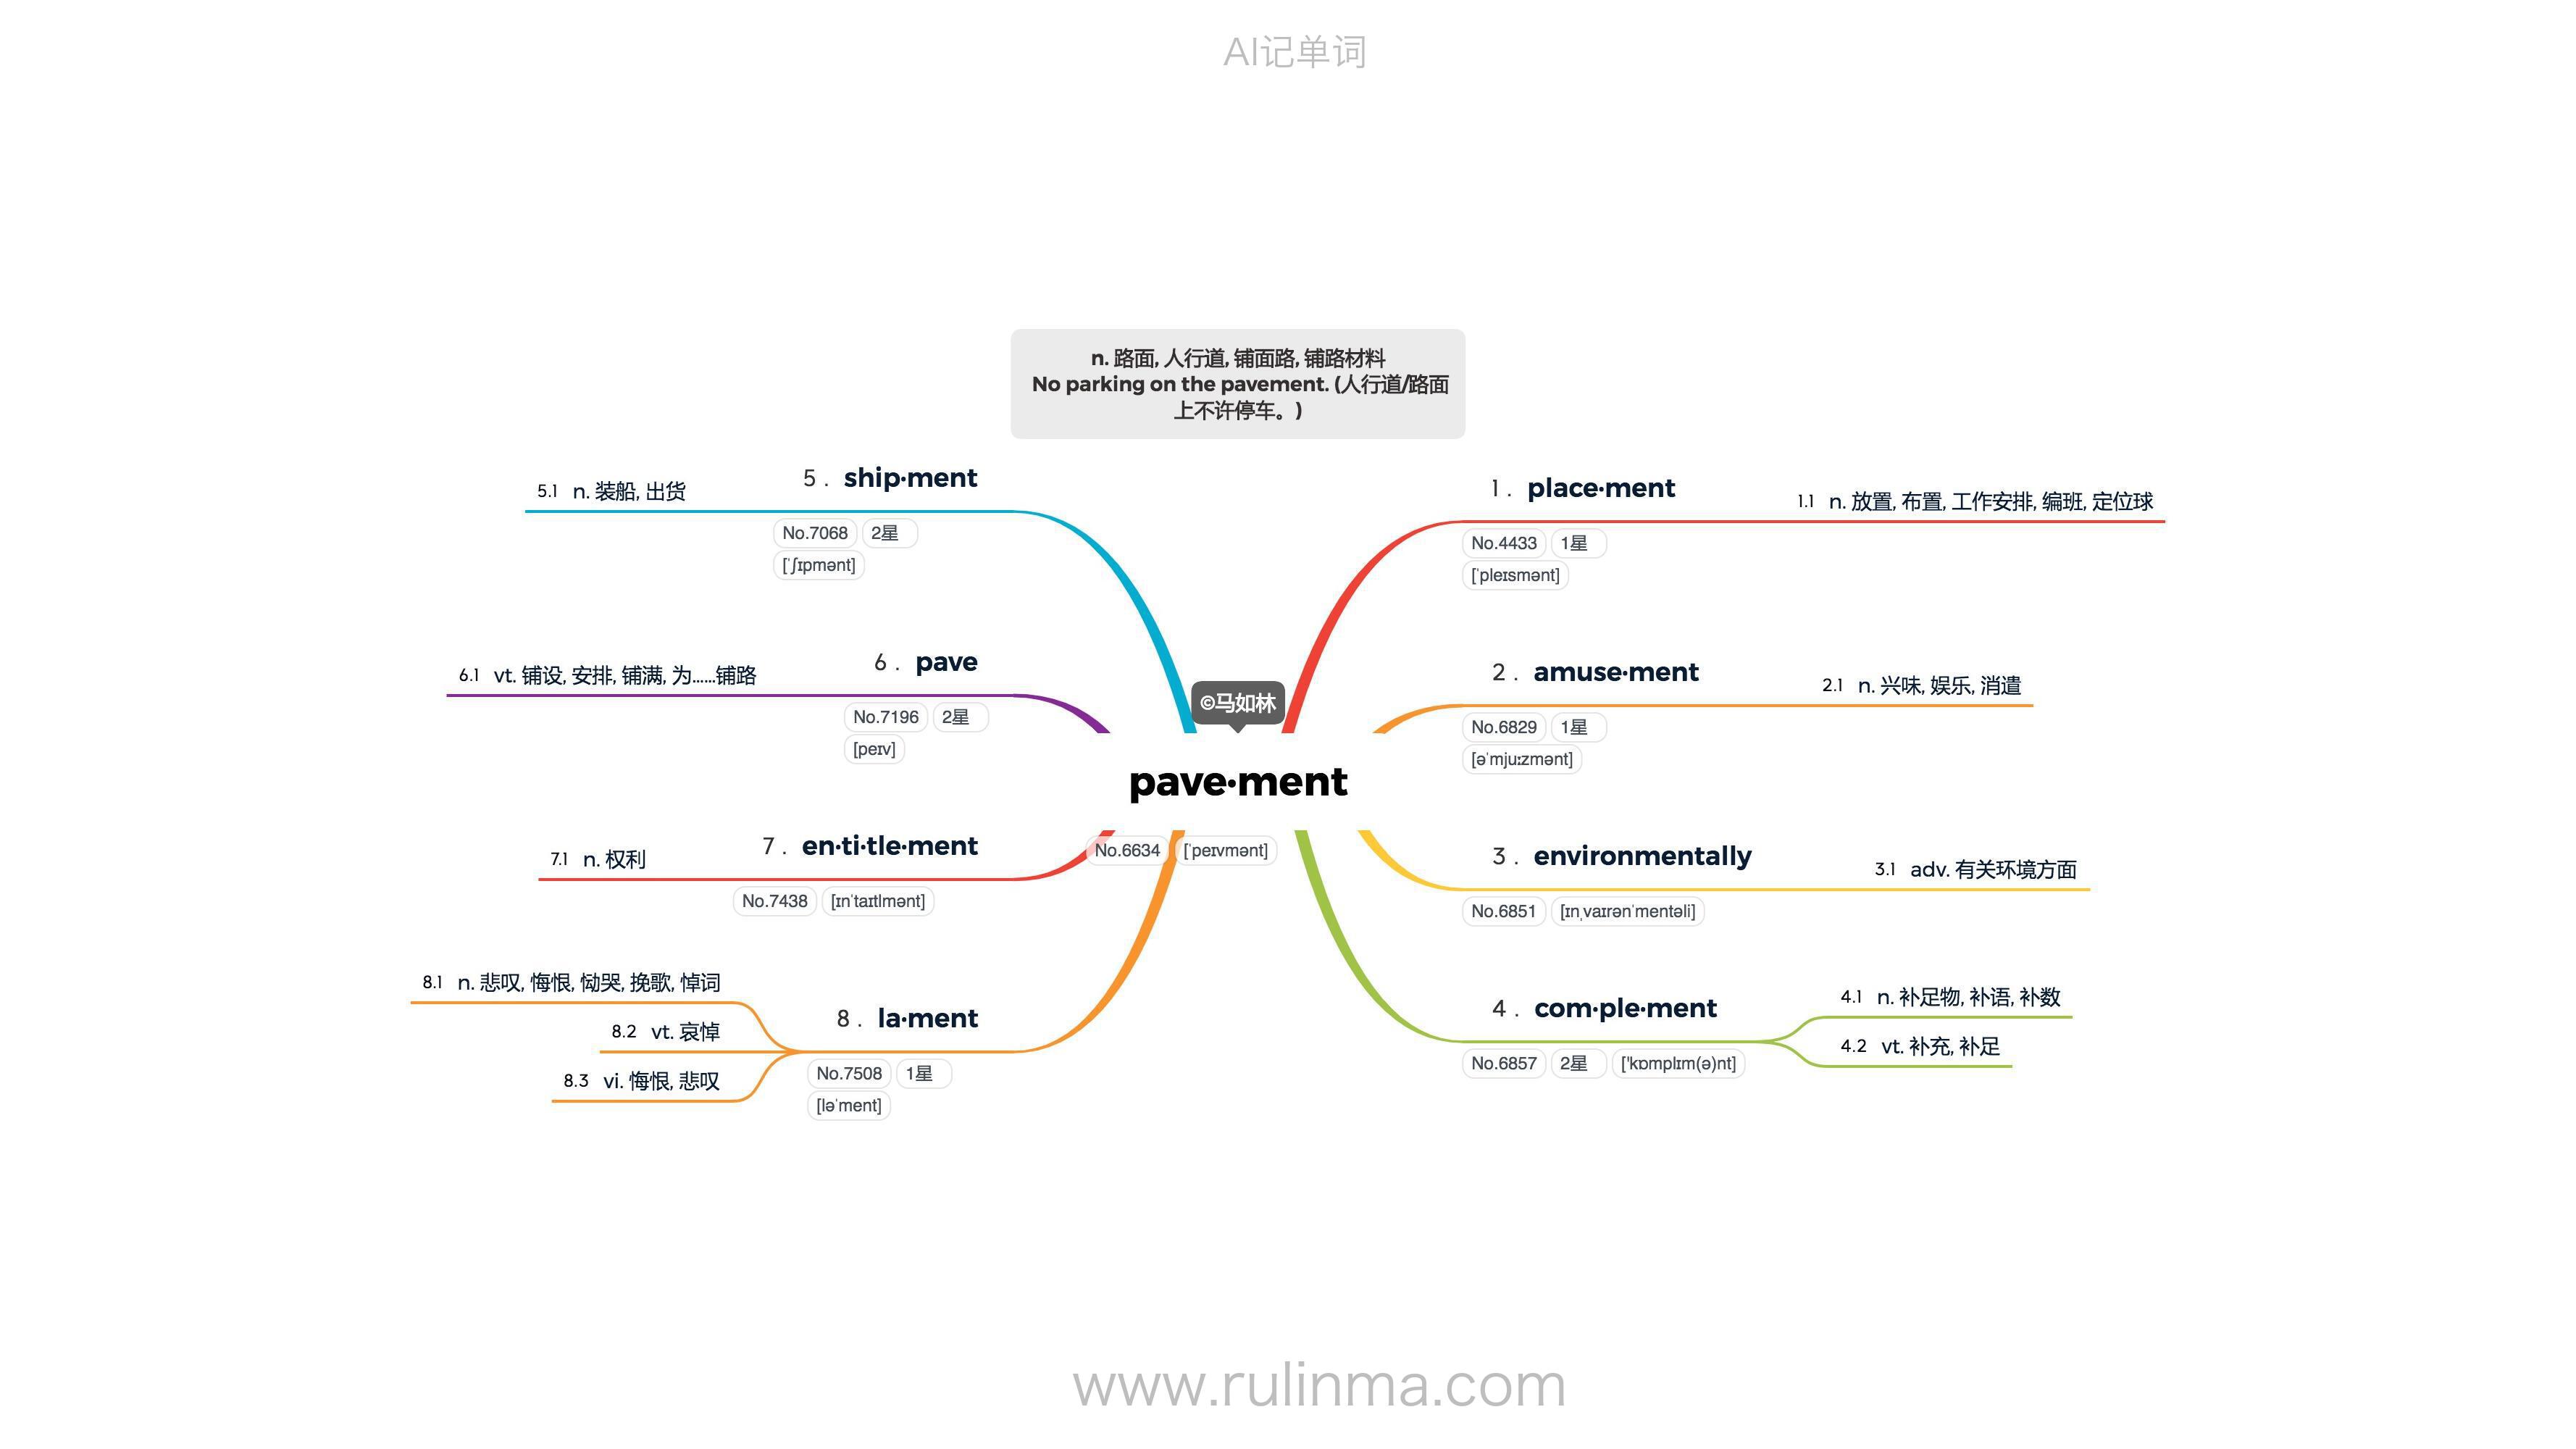 AI记单词
n. 路面, 人行道, 铺面路, 铺路材料
No parking on the pavement. (人行道/路面
上不许停车。)
©马如林
pave·ment
No.6634 [ˈpeɪvmənt]
1. place·ment
No.4433 1星
[ˈpleɪsmənt]
1.1 n. 放置, 布置, 工作安排, 编班, 定位球
2. amuse·ment
No.6829 1星
[əˈmjuːzmənt]
2.1 n. 兴味, 娱乐, 消遣
3. environmentally
No.6851 [ɪnˌvaɪrənˈmentəli]
3.1 adv. 有关环境方面
4. com·ple·ment
No.6857 2星 ['kɒmplɪm(ə)nt]
4.1 n. 补足物, 补语, 补数
4.2 vt. 补充, 补足
5. ship·ment
No.7068 2星
[ˈʃɪpmənt]
5.1 n. 装船, 出货
6. pave
No.7196 2星
[peɪv]
6.1 vt. 铺设, 安排, 铺满, 为……铺路
7. en·ti·tle·ment
No.7438 [ɪnˈtaɪtlmənt]
7.1 n. 权利
8. la·ment
No.7508 1星
[ləˈment]
8.1 n. 悲叹, 悔恨, 恸哭, 挽歌, 悼词
8.2 vt. 哀悼
8.3 vi. 悔恨, 悲叹
www.rulinma.com